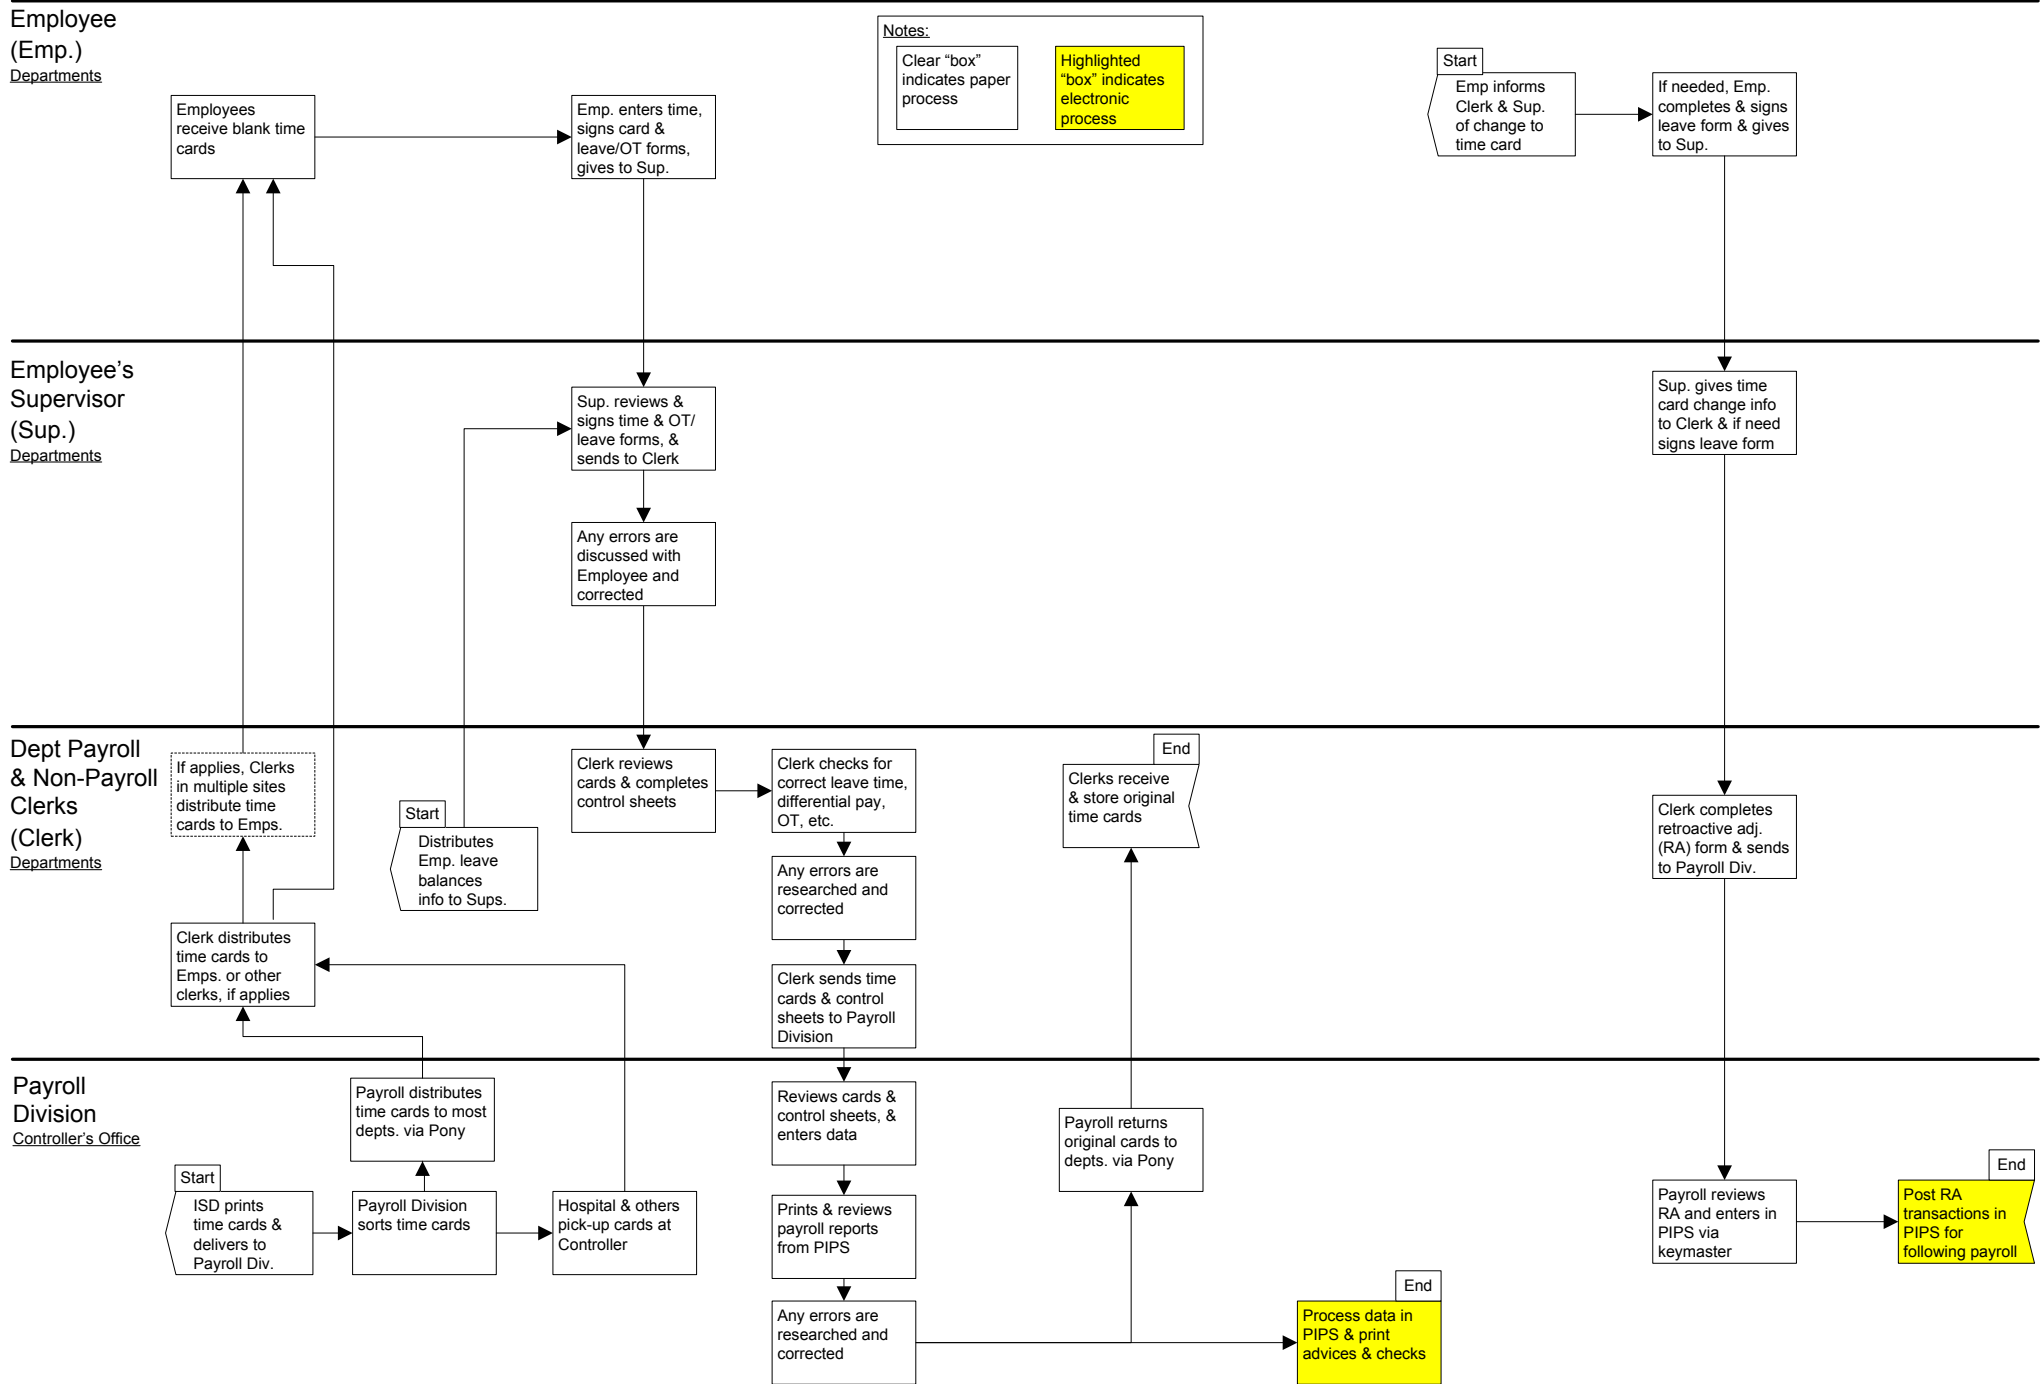 Employee
(Emp.)
Departments
Notes:
Clear “box”
indicates paper
process
Highlighted
“box” indicates
electronic
process
Start
Emp informs
Clerk & Sup.
of change to
time card
If needed, Emp.
completes & signs
leave form & gives
to Sup.
Employees
receive blank time
cards
Emp. enters time,
signs card &
leave/OT forms,
gives to Sup.
Employee’s
Supervisor
(Sup.)
Departments
Sup. reviews &
signs time & OT/
leave forms, &
sends to Clerk
Sup. gives time
card change info
to Clerk & if need
signs leave form
Any errors are
discussed with
Employee and
corrected
Dept Payroll
& Non-Payroll
Clerks
(Clerk)
Departments
If applies, Clerks
in multiple sites
distribute time
cards to Emps.
Start
Distributes
Emp. leave
balances
info to Sups.
Clerk reviews
cards & completes
control sheets
Clerk checks for
correct leave time,
differential pay,
OT, etc.
End
Clerks receive
& store original
time cards
Clerk completes
retroactive adj.
(RA) form & sends
to Payroll Div.
Any errors are
researched and
corrected
Clerk distributes
time cards to
Emps. or other
clerks, if applies
Clerk sends time
cards & control
sheets to Payroll
Division
Payroll
Division
Controller’s Office
Payroll distributes
time cards to most
depts. via Pony
Reviews cards &
control sheets, &
enters data
Payroll returns
original cards to
depts. via Pony
Start
ISD prints
time cards &
delivers to
Payroll Div.
Payroll Division
sorts time cards
Hospital & others
pick-up cards at
Controller
Prints & reviews
payroll reports
from PIPS
Payroll reviews
RA and enters in
PIPS via
keymaster
End
Post RA
transactions in
PIPS for
following payroll
Any errors are
researched and
corrected
End
Process data in
PIPS & print
advices & checks